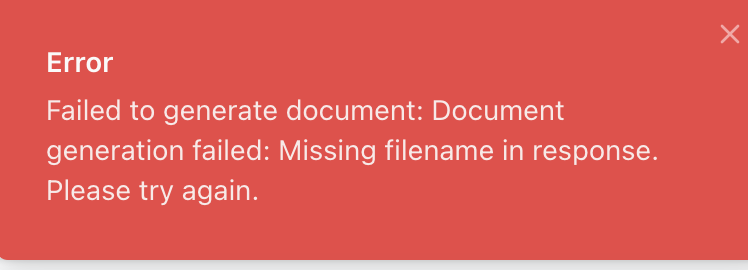 Error
Failed to generate document: Document
generation failed: Missing filename in response.
Please try again.